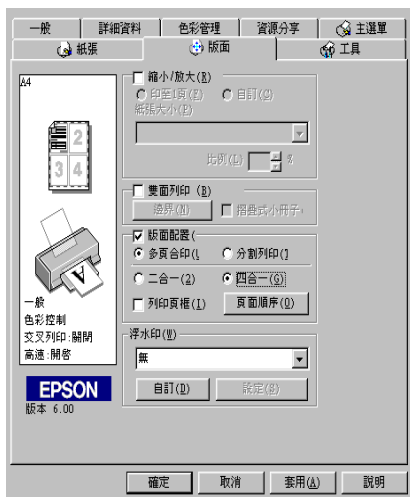 一般 詳細資料 色彩管理 資源分享 主選單
紙張 版面 工具
A4
2
3 4
一般
色彩控制
交叉列印:關閉
高速:開啓
EPSON
版本 6.00
縮小/放大(R)
印至1頁(F) 自訂(C)
紙張大小(P)
比例(L) %
雙面列印 (B)
邊界(N) 摺疊式小冊子
版面配置(
多頁合印( 分割列印(
二合一(2) 四合一(G)
列印頁框(I) 頁面順序(O)
浮水印(W)
無
自訂(D) 設定(S)
確定 取消 套用(A) 説明